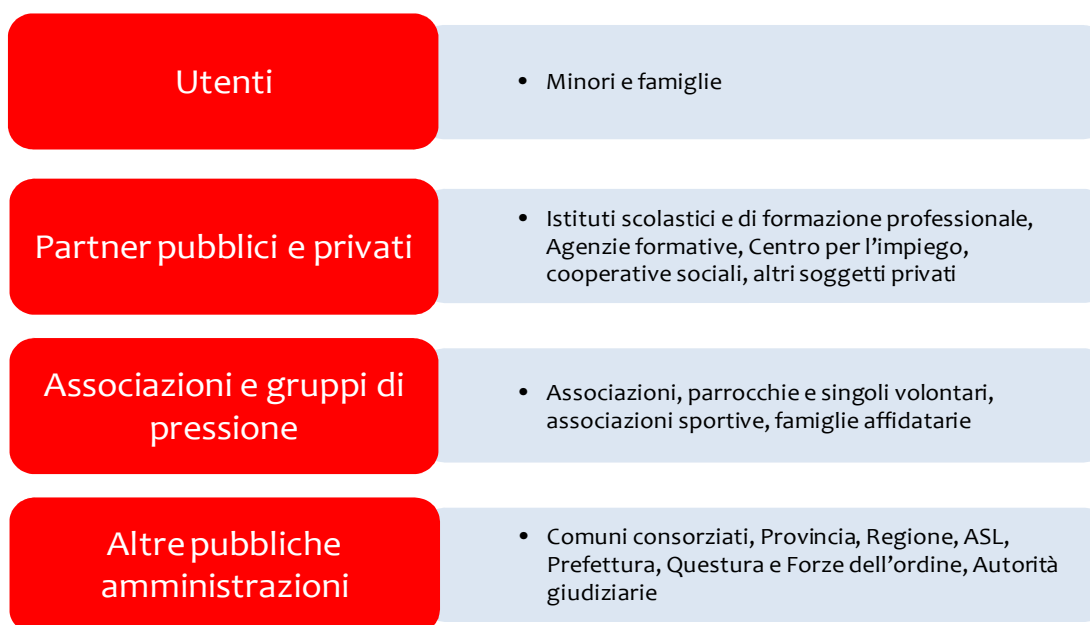 Utenti
• Minori e famiglie
Partner pubblici e privati
• Istituti scolastici e di formazione professionale,
Agenzie formative, Centro per l'impiego,
cooperative sociali, altri soggetti privati
Associazioni e gruppi di
pressione
• Associazioni, parrocchie e singoli volontari,
associazioni sportive, famiglie affidatarie
Altre pubbliche
amministrazioni
• Comuni consorziati, Provincia, Regione, ASL,
Prefettura, Questura e Forze dell'ordine, Autorità
giudiziarie